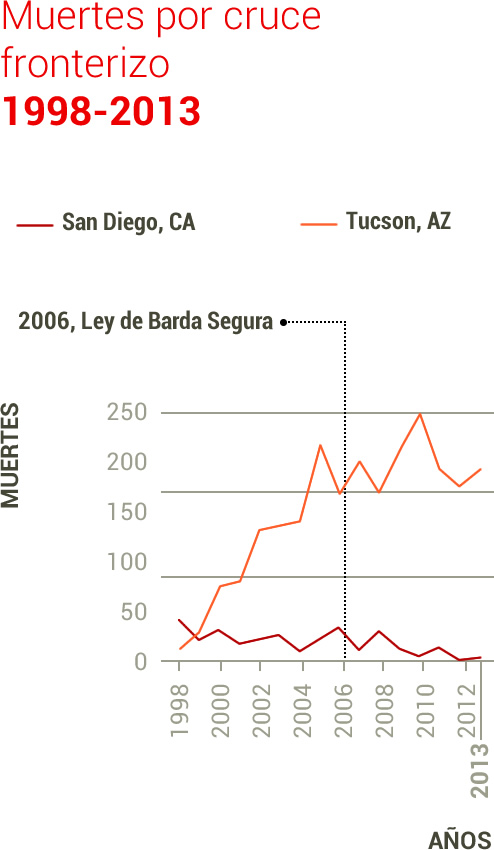 Muertes por cruce
fronterizo
1998-2013
San Diego, CA
Tucson, AZ
2006, Ley de Barda Segura
MUERTES
250
200
150
100
50
0
1998
2000
2002
2004
2006
2008
2010
2012
2013
AÑOS